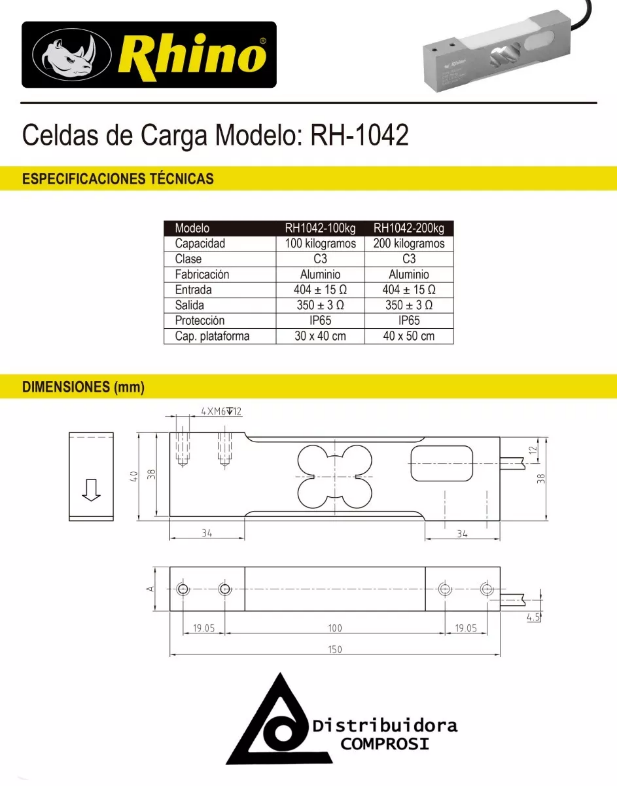 Rhino®
Rhino
Celdas de Carga Modelo: RH-1042
ESPECIFICACIONES TÉCNICAS
Modelo RH1042-100kg RH1042-200kg
Capacidad 100 kilogramos 200 kilogramos
Clase C3 C3
Fabricación Aluminio Aluminio
Entrada 404 ± 15 Ω 404 ± 15 Ω
Salida 350 ± 3 Ω 350 ± 3 Ω
Protección IP65 IP65
Cap. plataforma 30 x 40 cm 40 x 50 cm
DIMENSIONES (mm)
4XM6↧12
40
38
12
38
34
34
A
4.5
19.05
100
19.05
150
Distribuidora
COMPROSI